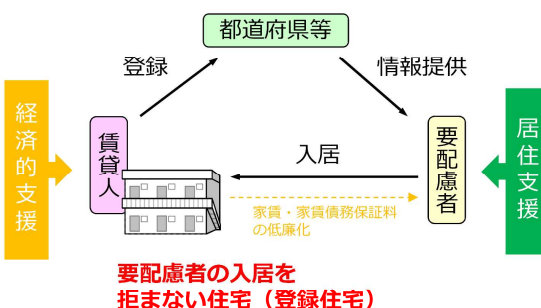 都道府県等
登録
情報提供
経済的支援
賃貸人
入居
要配慮者
居住支援
家賃・家賃債務保証料
の低廉化
要配慮者の入居を
拒まない住宅（登録住宅）